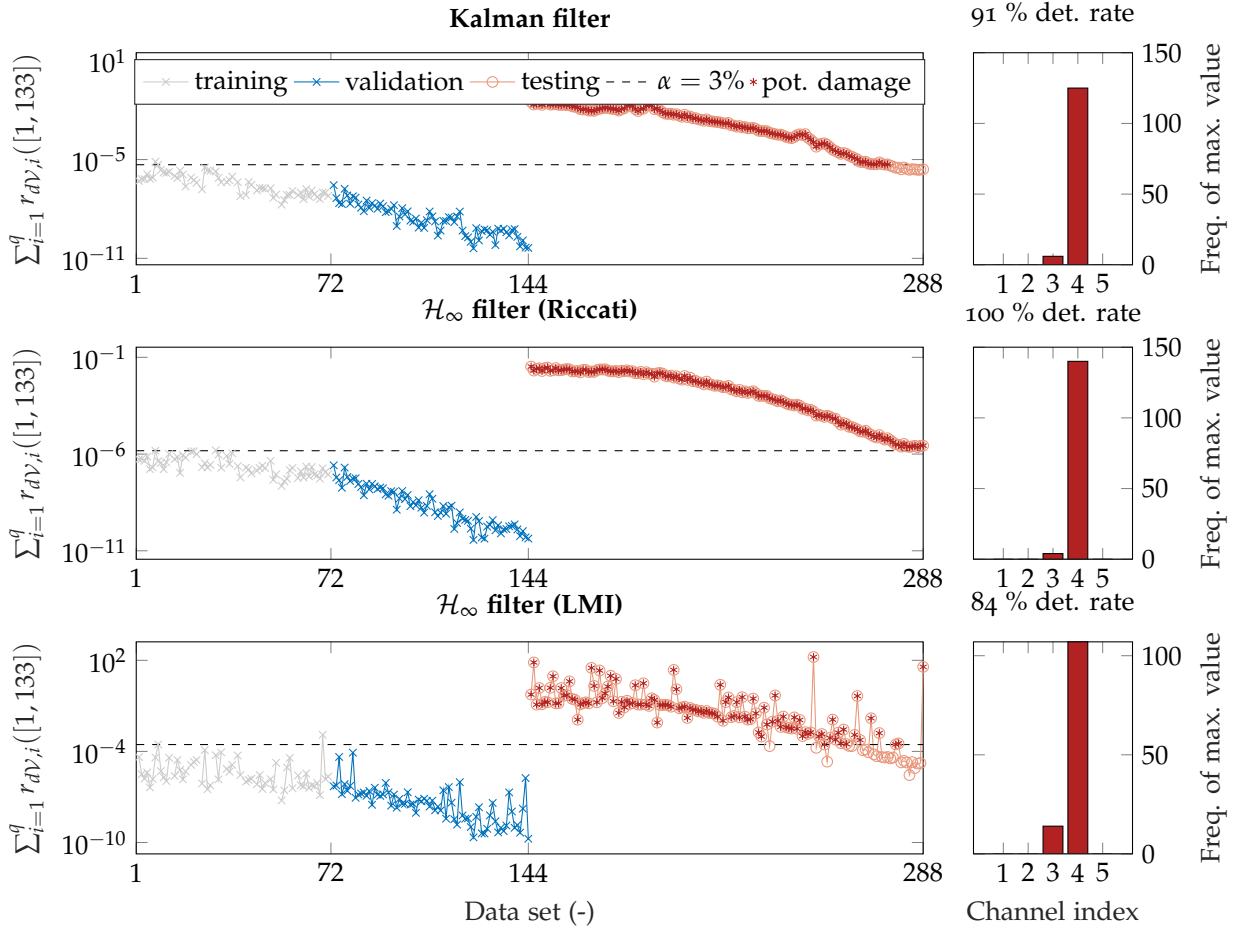 Kalman filter
91 % det. rate
training validation testing α = 3% pot. damage
10^1
10^{-5}
10^{-11}
∑_{i=1}^{q} r_{d𝒱,i}([1, 133])
1 72 144 288
150
100
50
0
Freq. of max. value
1 2 3 4 5
ℋ_∞ filter (Riccati)
100 % det. rate
10^{-1}
10^{-6}
10^{-11}
∑_{i=1}^{q} r_{d𝒱,i}([1, 133])
1 72 144 288
150
100
50
0
Freq. of max. value
1 2 3 4 5
ℋ_∞ filter (LMI)
84 % det. rate
10^2
10^{-4}
10^{-10}
∑_{i=1}^{q} r_{d𝒱,i}([1, 133])
1 72 144 288
100
50
0
Freq. of max. value
1 2 3 4 5
Data set (-)
Channel index